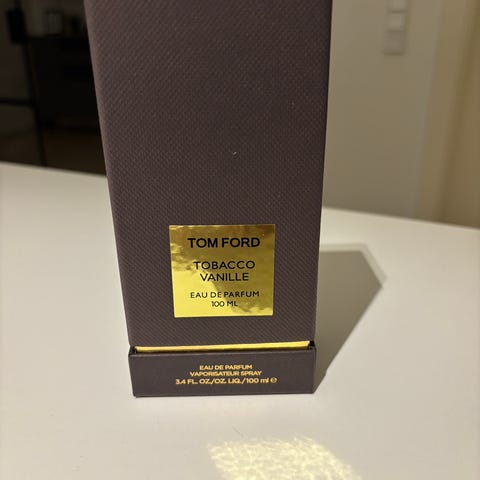 TOM FORD
TOBACCO
VANILLE
EAU DE PARFUM
100 ML
EAU DE PARFUM
VAPORISATEUR SPRAY
3.4 FL. OZ./OZ. LIQ./100 ml ℮